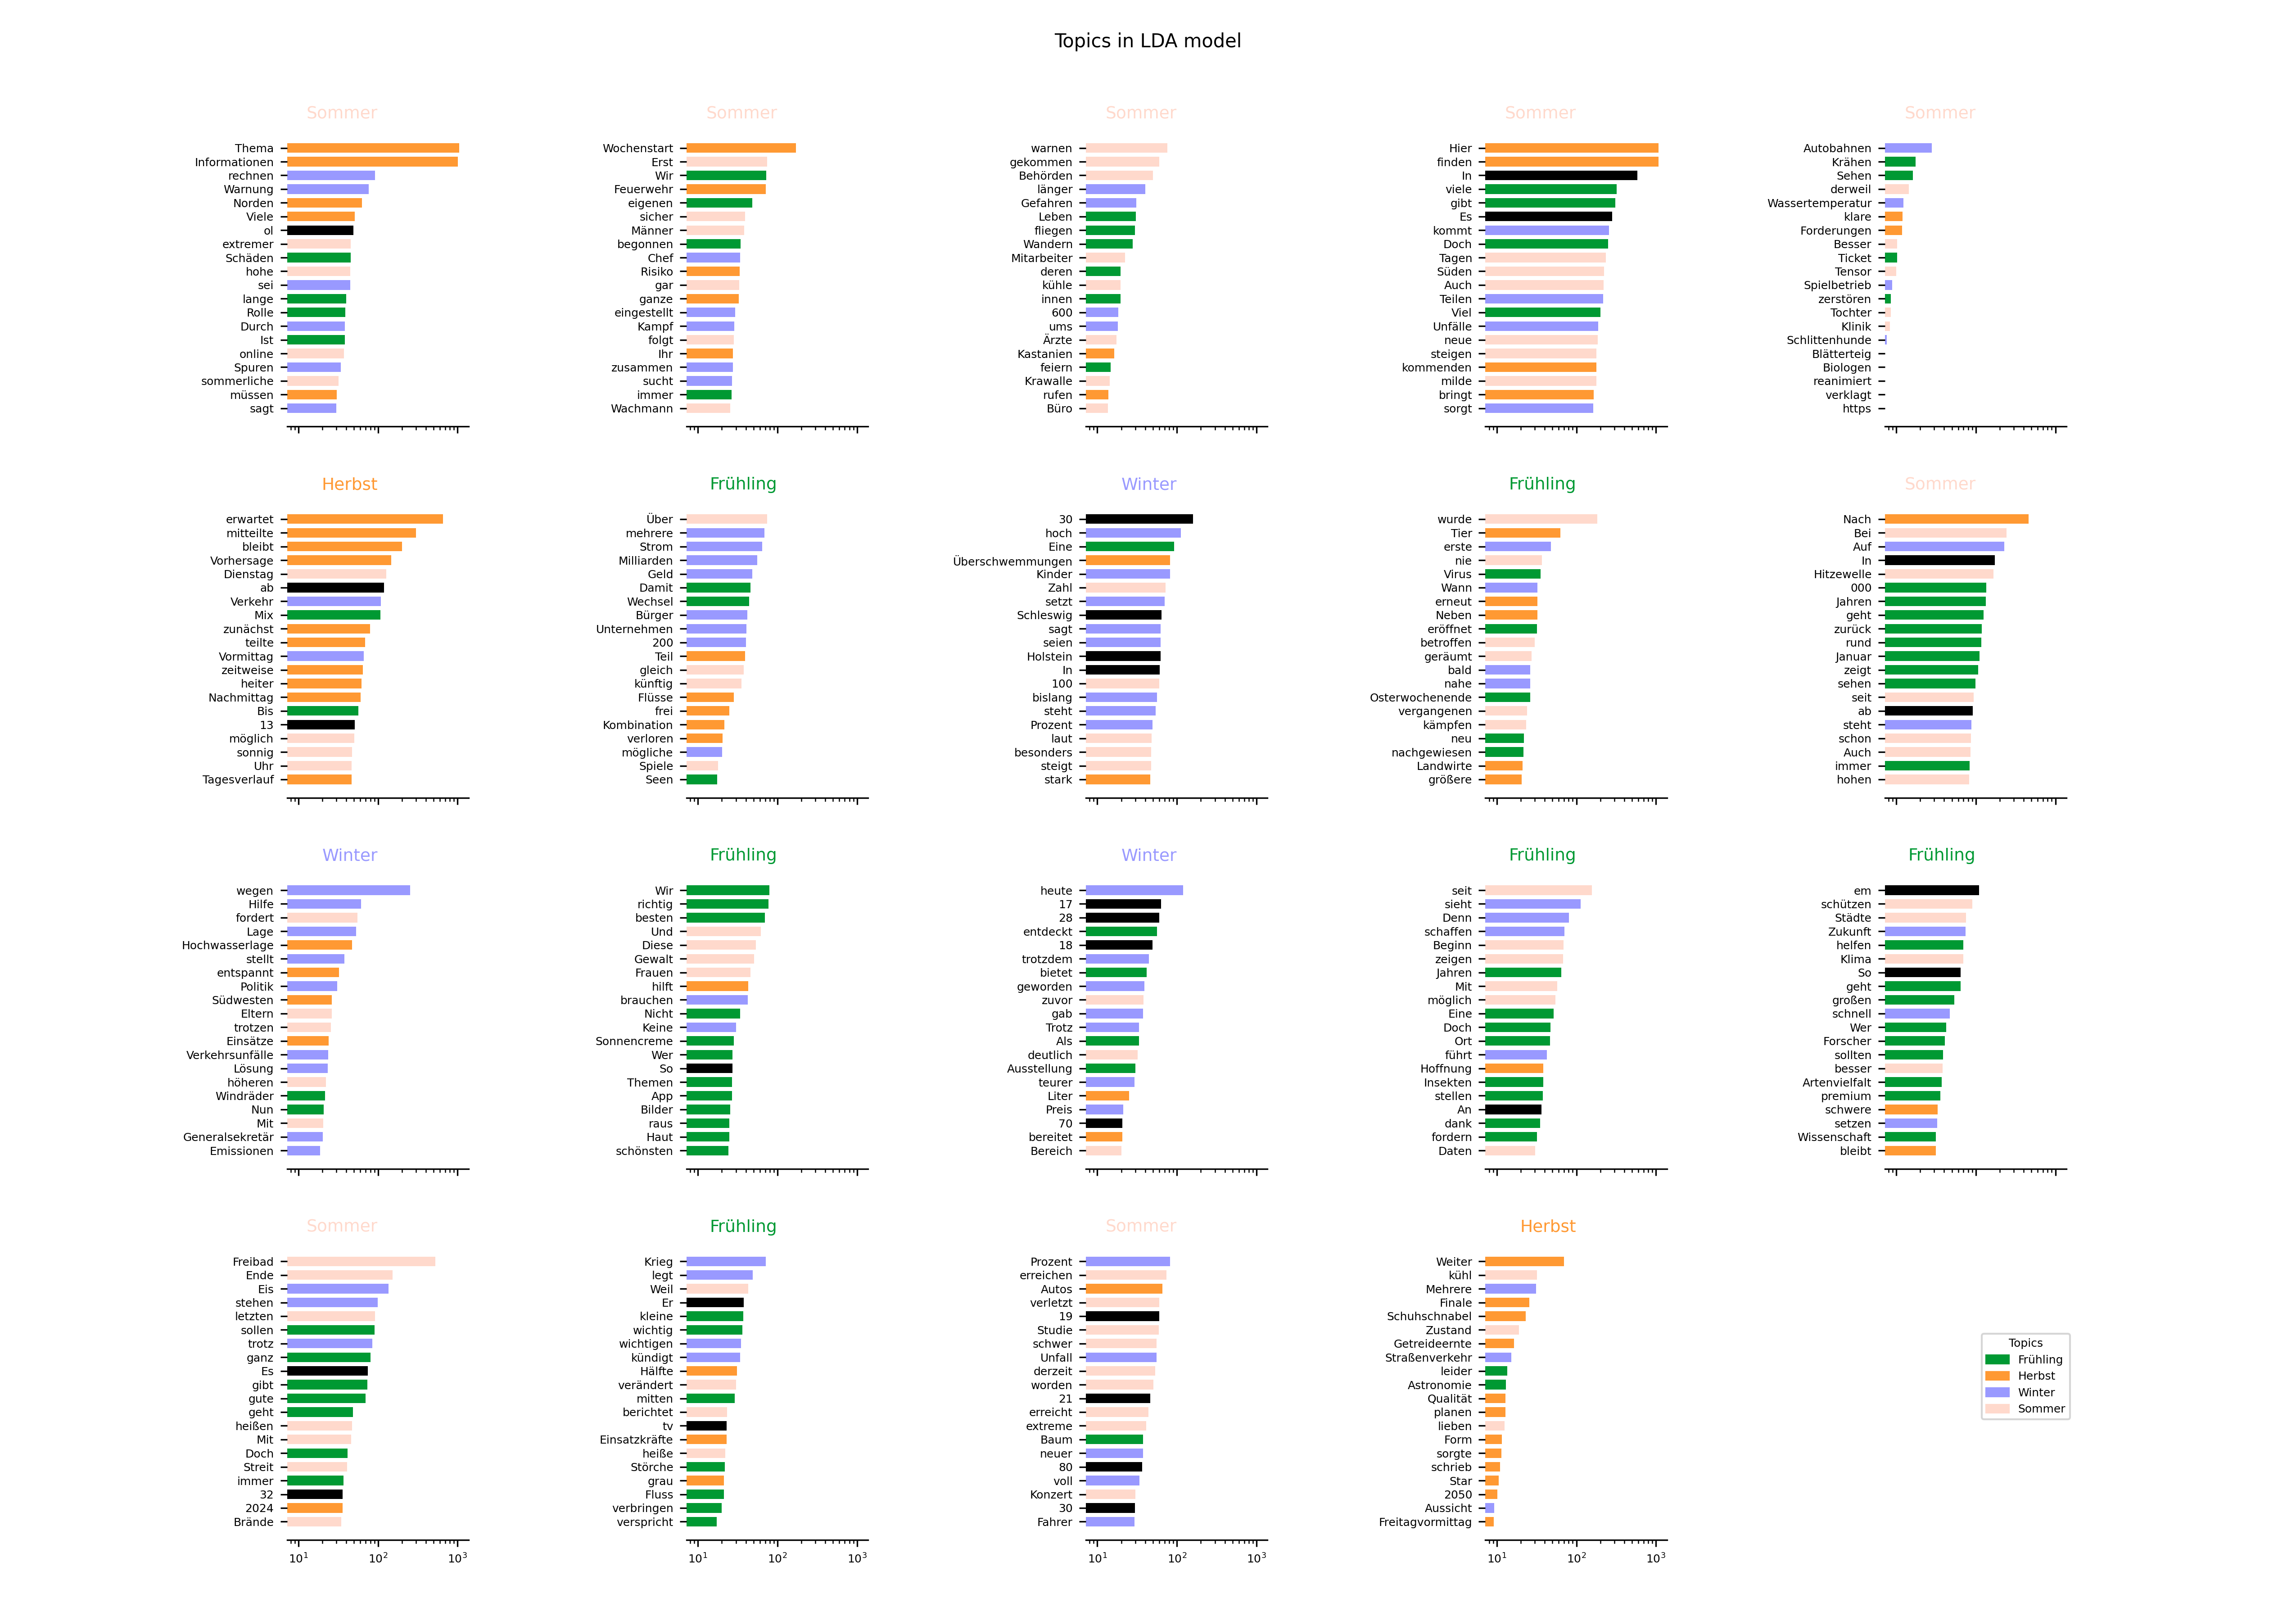 Topics in LDA model
Sommer
Thema
Informationen
rechnen
Warnung
Norden
Viele
ol
extremer
Schäden
hohe
sei
lange
Rolle
Durch
Ist
online
Spuren
sommerliche
müssen
sagt
Sommer
Wochenstart
Erst
Wir
Feuerwehr
eigenen
sicher
Männer
begonnen
Chef
Risiko
gar
ganze
eingestellt
Kampf
folgt
Ihr
zusammen
sucht
immer
Wachmann
Sommer
warnen
gekommen
Behörden
länger
Gefahren
Leben
fliegen
Wandern
Mitarbeiter
deren
kühle
innen
600
ums
Ärzte
Kastanien
feiern
Krawalle
rufen
Büro
Sommer
Hier
finden
In
viele
gibt
Es
kommt
Doch
Tagen
Süden
Auch
Teilen
Viel
Unfälle
neue
steigen
kommenden
milde
bringt
sorgt
Sommer
Autobahnen
Krähen
Sehen
derweil
Wassertemperatur
klare
Forderungen
Besser
Ticket
Tensor
Spielbetrieb
zerstören
Tochter
Klinik
Schlittenhunde
Blätterteig
Biologen
reanimiert
verklagt
https
Herbst
erwartet
mitteilte
bleibt
Vorhersage
Dienstag
ab
Verkehr
Mix
zunächst
teilte
Vormittag
zeitweise
heiter
Nachmittag
Bis
13
möglich
sonnig
Uhr
Tagesverlauf
Frühling
Über
mehrere
Strom
Milliarden
Geld
Damit
Wechsel
Bürger
Unternehmen
200
Teil
gleich
künftig
Flüsse
frei
Kombination
verloren
mögliche
Spiele
Seen
Winter
30
hoch
Eine
Überschwemmungen
Kinder
Zahl
setzt
Schleswig
sagt
seien
Holstein
In
100
bislang
steht
Prozent
laut
besonders
steigt
stark
Frühling
wurde
Tier
erste
nie
Virus
Wann
erneut
Neben
eröffnet
betroffen
geräumt
bald
nahe
Osterwochenende
vergangenen
kämpfen
neu
nachgewiesen
Landwirte
größere
Sommer
Nach
Bei
Auf
In
Hitzewelle
000
Jahren
geht
zurück
rund
Januar
zeigt
sehen
seit
ab
steht
schon
Auch
immer
hohen
Winter
wegen
Hilfe
fordert
Lage
Hochwasserlage
stellt
entspannt
Politik
Südwesten
Eltern
trotzen
Einsätze
Verkehrsunfälle
Lösung
höheren
Windräder
Nun
Mit
Generalsekretär
Emissionen
Frühling
Wir
richtig
besten
Und
Diese
Gewalt
Frauen
hilft
brauchen
Nicht
Keine
Sonnencreme
Wer
So
Themen
App
Bilder
raus
Haut
schönsten
Winter
heute
17
28
entdeckt
18
trotzdem
bietet
geworden
zuvor
gab
Trotz
Als
deutlich
Ausstellung
teurer
Liter
Preis
70
bereitet
Bereich
Frühling
seit
sieht
Denn
schaffen
Beginn
zeigen
Jahren
Mit
möglich
Eine
Doch
Ort
führt
Hoffnung
Insekten
stellen
An
dank
fordern
Daten
Frühling
em
schützen
Städte
Zukunft
helfen
Klima
So
geht
großen
schnell
Wer
Forscher
sollten
besser
Artenvielfalt
premium
schwere
setzen
Wissenschaft
bleibt
Sommer
Freibad
Ende
Eis
stehen
letzten
sollen
trotz
ganz
Es
gibt
gute
geht
heißen
Mit
Doch
Streit
immer
32
2024
Brände
10¹ 10² 10³
Frühling
Krieg
legt
Weil
Er
kleine
wichtig
wichtigen
kündigt
Hälfte
verändert
mitten
berichtet
tv
Einsatzkräfte
heiße
Störche
grau
Fluss
verbringen
verspricht
10¹ 10² 10³
Sommer
Prozent
erreichen
Autos
verletzt
19
Studie
schwer
Unfall
derzeit
worden
21
erreicht
extreme
Baum
neuer
80
voll
Konzert
30
Fahrer
10¹ 10² 10³
Herbst
Weiter
kühl
Mehrere
Finale
Schuhschnabel
Zustand
Getreideernte
Straßenverkehr
leider
Astronomie
Qualität
planen
lieben
Form
sorgte
schrieb
Star
2050
Aussicht
Freitagvormittag
10¹ 10² 10³
Topics
Frühling
Herbst
Winter
Sommer